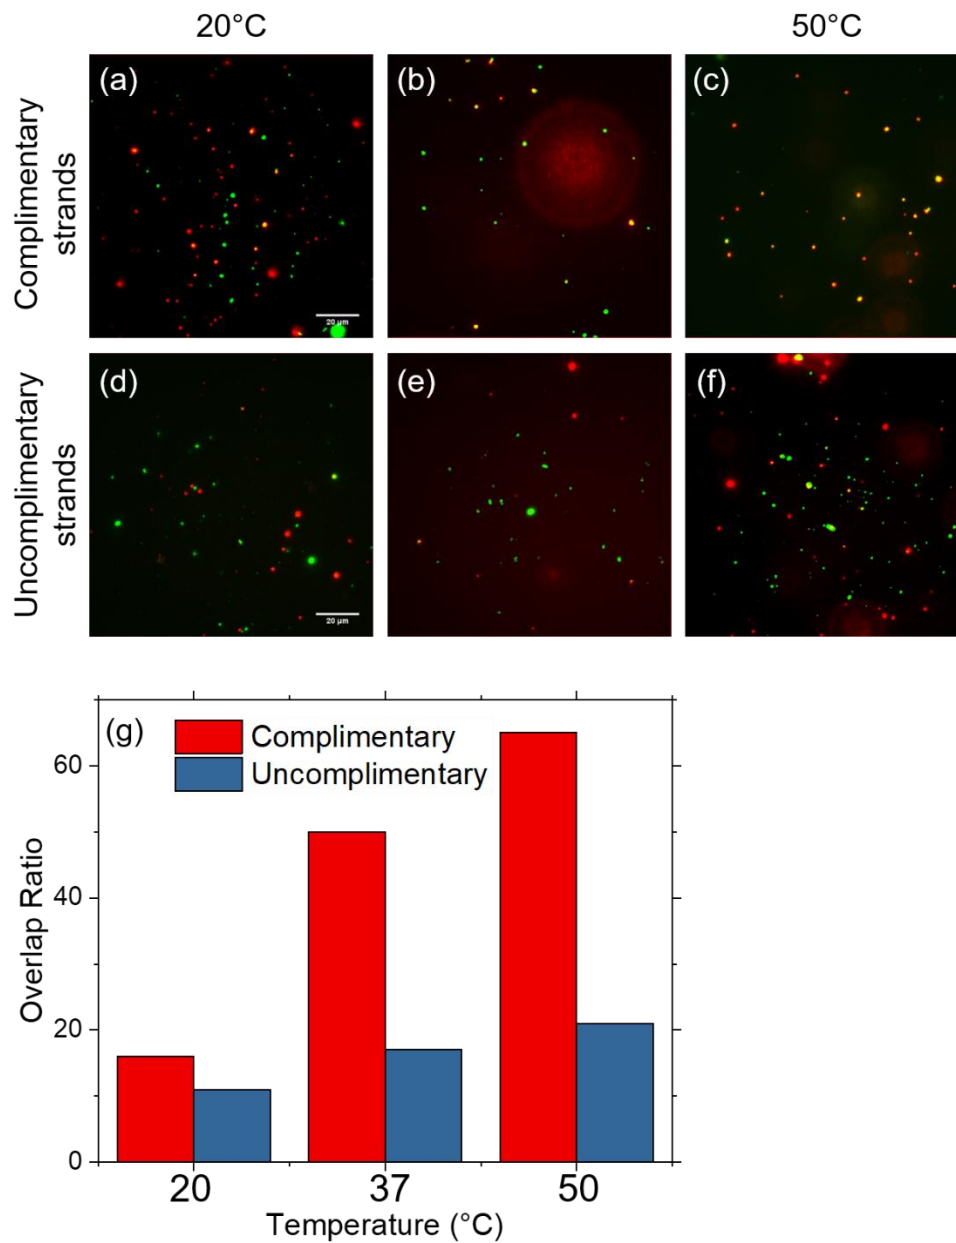 20°C
50°C
Complimentary
strands
(a)
(b)
(c)
20 µm
Uncomplimentary
strands
(d)
(e)
(f)
20 µm
(g)
Complimentary
Uncomplimentary
Overlap Ratio
60
40
20
0
20
37
50
Temperature (°C)